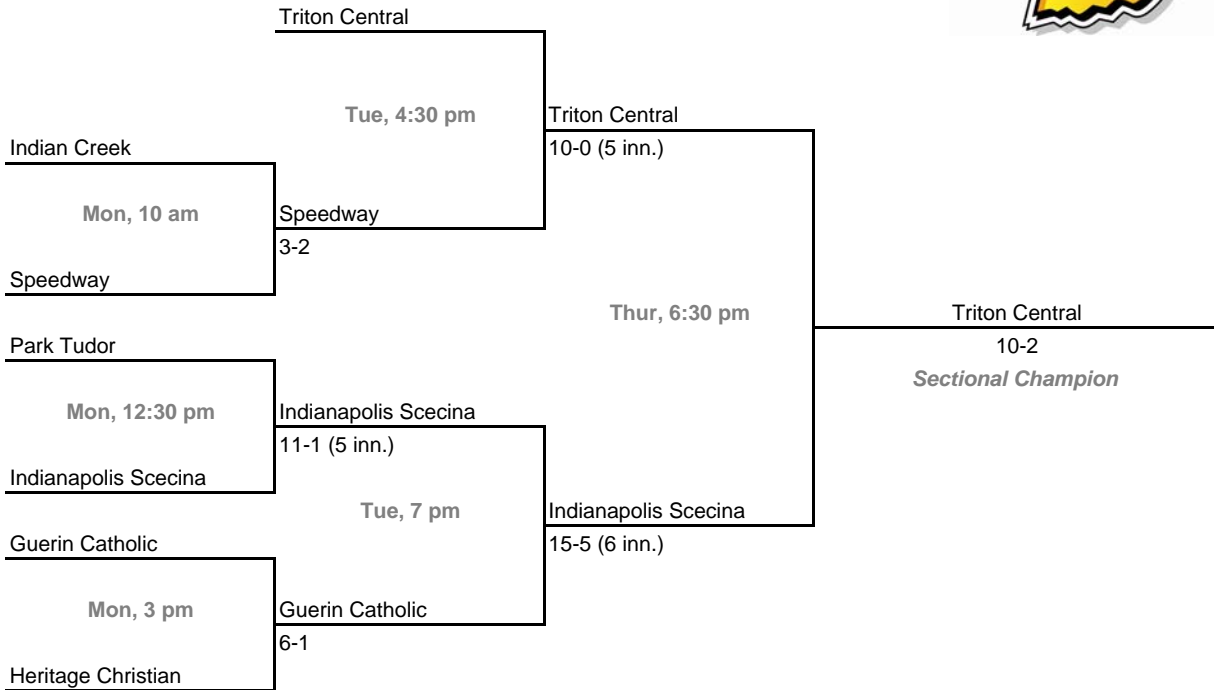 Triton Central
Tue, 4:30 pm
Triton Central
Indian Creek
10-0 (5 inn.)
Mon, 10 am
Speedway
3-2
Speedway
Thur, 6:30 pm
Triton Central
Park Tudor
10-2
Sectional Champion
Mon, 12:30 pm
Indianapolis Scecina
11-1 (5 inn.)
Indianapolis Scecina
Tue, 7 pm
Indianapolis Scecina
Guerin Catholic
15-5 (6 inn.)
Mon, 3 pm
Guerin Catholic
6-1
Heritage Christian